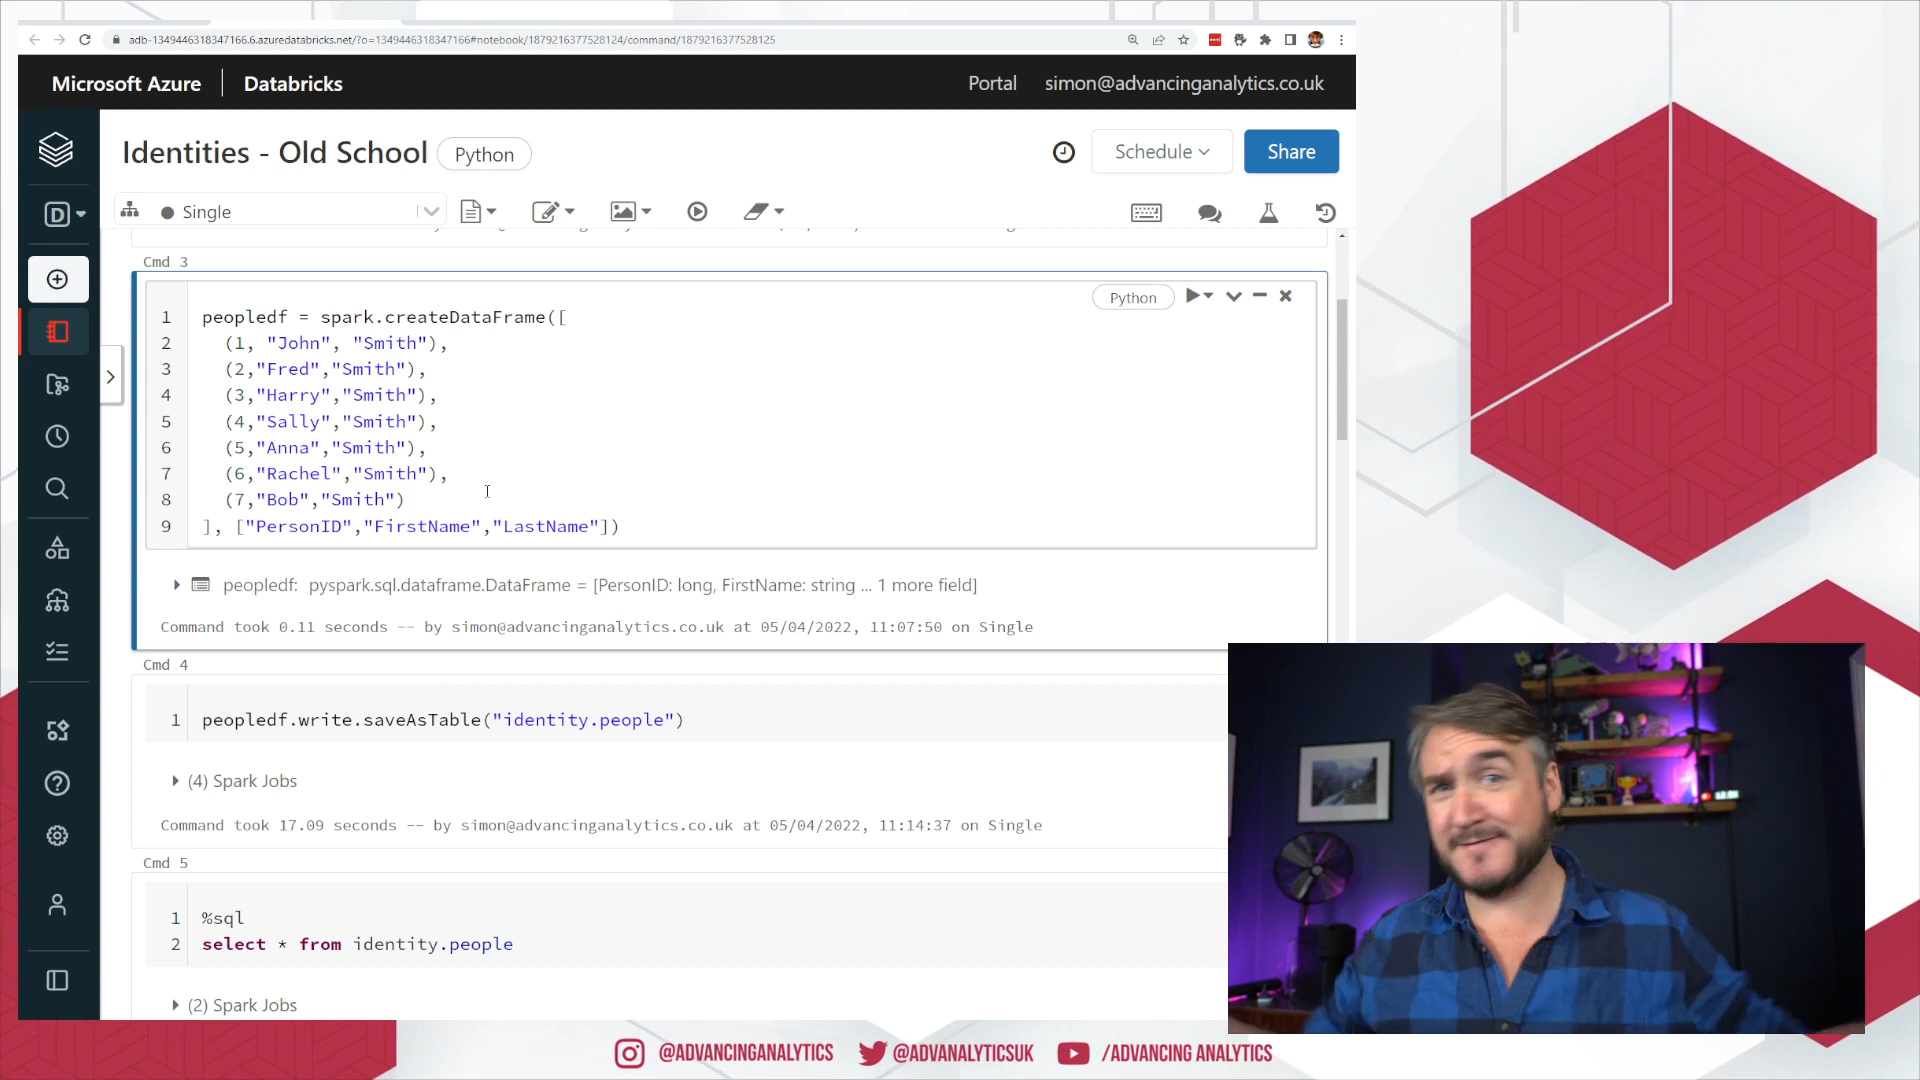 adb-1349446318347166.6.azuredatabricks.net/?o=1349446318347166#notebook/1879216377528124/command/1879216377528125
Microsoft Azure
Databricks
Portal
simon@advancinganalytics.co.uk
Identities - Old School
Python
Schedule
Share
D
Single
Cmd 3
Python
1 peopledf = spark.createDataFrame([
2 (1, "John", "Smith"),
3 (2,"Fred","Smith"),
4 (3,"Harry","Smith"),
5 (4,"Sally","Smith"),
6 (5,"Anna","Smith"),
7 (6,"Rachel","Smith"),
8 (7,"Bob","Smith")
9 ], ["PersonID","FirstName","LastName"])
peopledf: pyspark.sql.dataframe.DataFrame = [PersonID: long, FirstName: string ... 1 more field]
Command took 0.11 seconds -- by simon@advancinganalytics.co.uk at 05/04/2022, 11:07:50 on Single
Cmd 4
1 peopledf.write.saveAsTable("identity.people")
(4) Spark Jobs
Command took 17.09 seconds -- by simon@advancinganalytics.co.uk at 05/04/2022, 11:14:37 on Single
Cmd 5
1 %sql
2 select * from identity.people
(2) Spark Jobs
@ADVANCINGANALYTICS
@ADVANALYTICSUK
/ADVANCING ANALYTICS